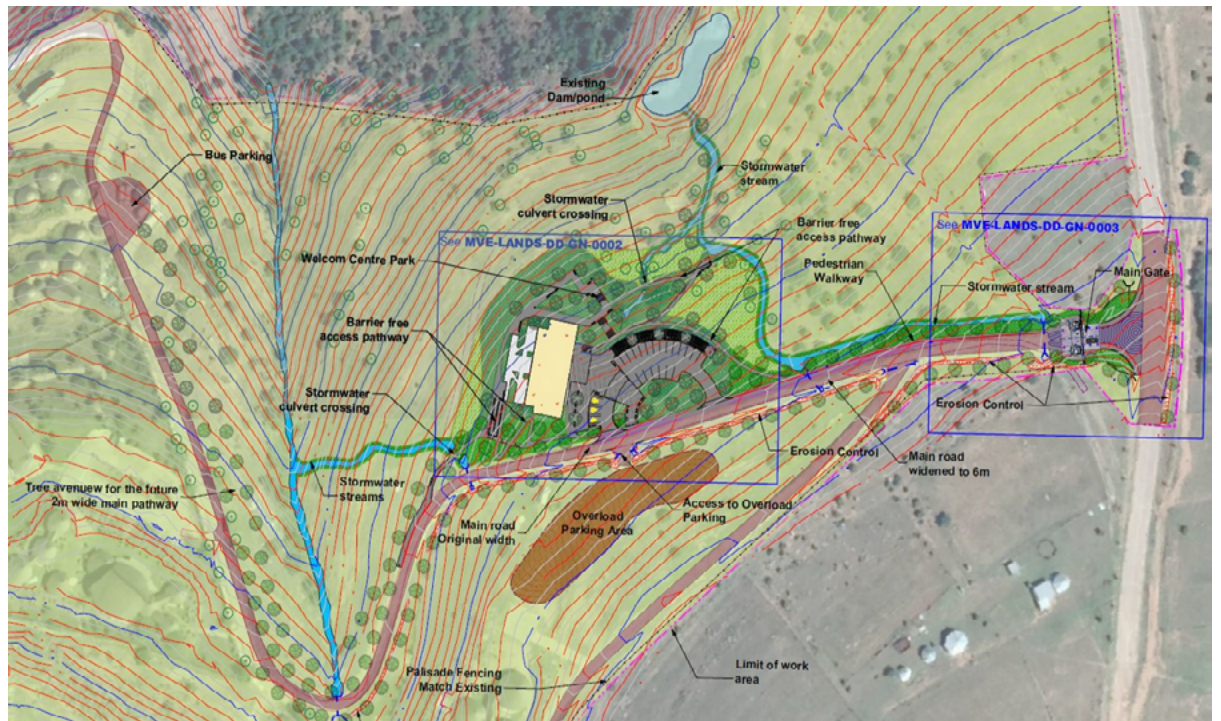 Existing
Dam/pond
Bus Parking
Stormwater
stream
Stormwater
culvert crossing
Barrier free
access pathway
See MVE-LANDS-DD-GN-0002
See MVE-LANDS-DD-GN-0003
Welcom Centre Park
Pedestrian
Walkway
Main Gate
Stormwater stream
Barrier free
access pathway
Stormwater
culvert crossing
Erosion Control
Erosion Control
Main road
widened to 6m
Stormwater
streams
Tree avenuew for the future
2m wide main pathway
Main road
Original width
Overload
Parking Area
Access to Overload
Parking
Palisade Fencing
Match Existing
Limit of work
area